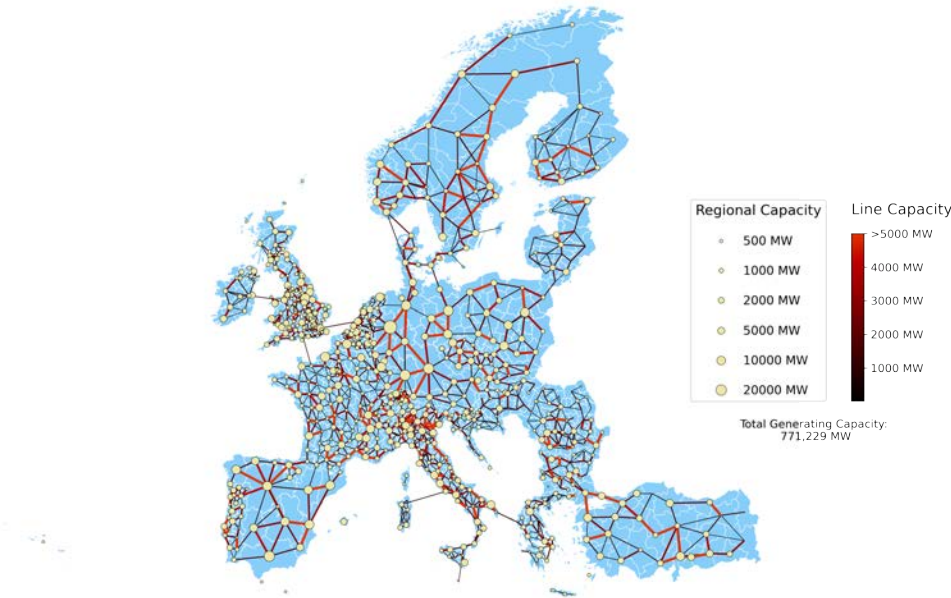 Regional Capacity
500 MW
1000 MW
2000 MW
5000 MW
10000 MW
20000 MW
Line Capacity
>5000 MW
4000 MW
3000 MW
2000 MW
1000 MW
Total Generating Capacity:
771,229 MW